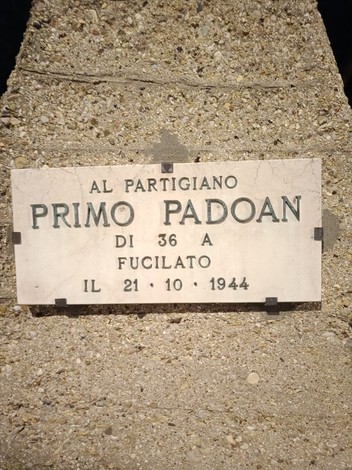 AL PARTIGIANO
PRIMO PADOAN
DI 36 A
FUCILATO
IL 21 · 10 · 1944